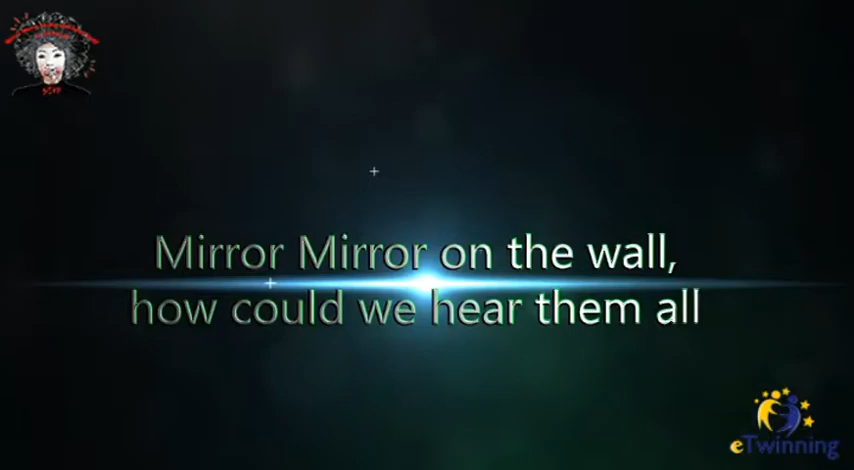 Mirror Mirror on the wall,
how could we hear them all
eTwinning